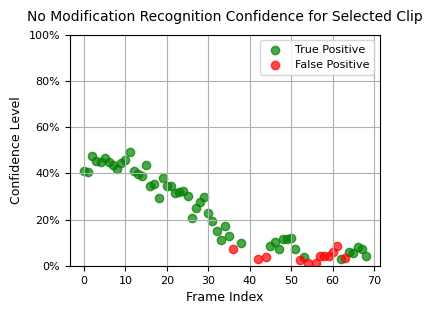 No Modification Recognition Confidence for Selected Clip
100%
80%
60%
40%
20%
0%
Confidence Level
True Positive
False Positive
0 10 20 30 40 50 60 70
Frame Index